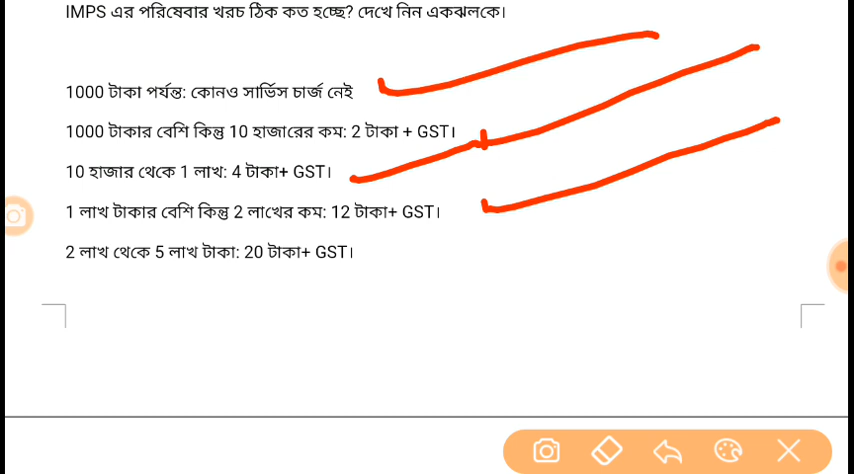 IMPS এর পরিষেবার খরচ ঠিক কত হচ্ছে? দেখে নিন একঝলকে।
1000 টাকা পর্যন্ত: কোনও সার্ভিস চার্জ নেই
1000 টাকার বেশি কিন্তু 10 হাজারের কম: 2 টাকা + GST।
10 হাজার থেকে 1 লাখ: 4 টাকা+ GST।
1 লাখ টাকার বেশি কিন্তু 2 লাখের কম: 12 টাকা+ GST।
2 লাখ থেকে 5 লাখ টাকা: 20 টাকা+ GST।